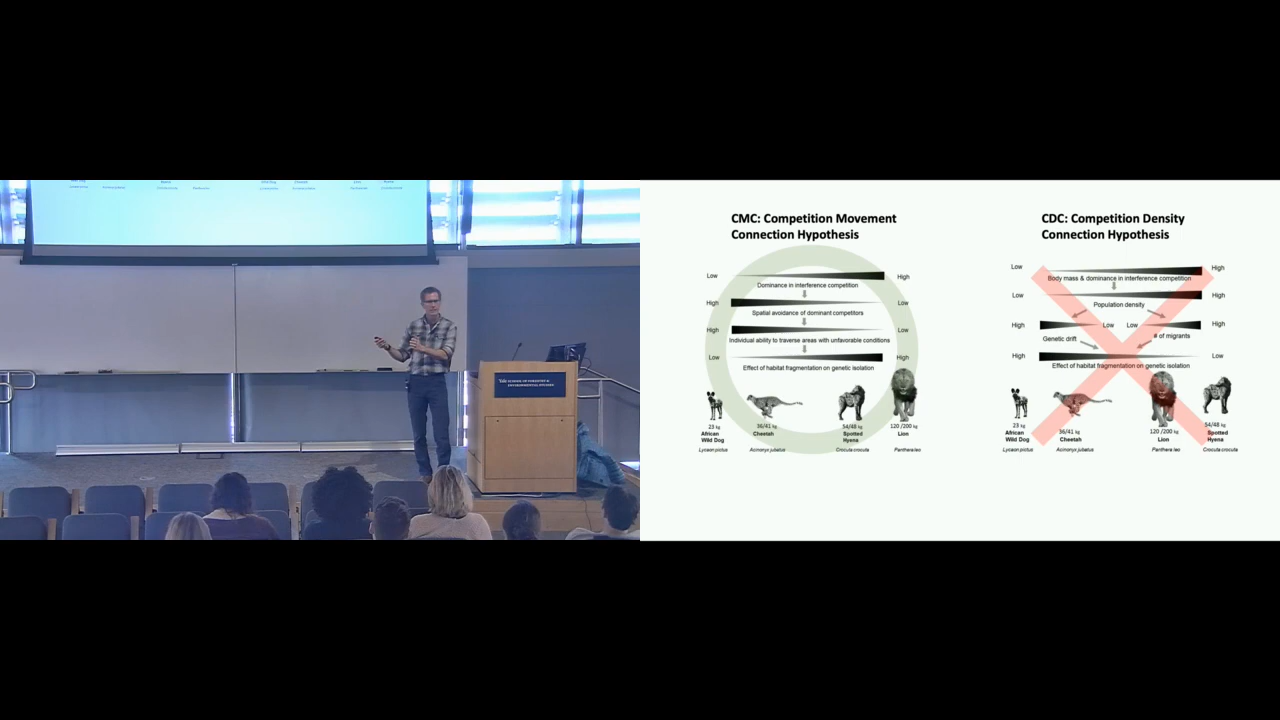 Yale SCHOOL OF FORESTRY &
ENVIRONMENTAL STUDIES
CMC: Competition Movement
Connection Hypothesis
Low High
Dominance in interference competition
High Low
Spatial avoidance of dominant competitors
High Low
Individual ability to traverse areas with unfavorable conditions
Low High
Effect of habitat fragmentation on genetic isolation
23 kg 36/41 kg 54/48 kg 120 /200 kg
African Cheetah Spotted Lion
Wild Dog Hyena
Lycaon pictus Acinonyx jubatus Crocuta crocuta Panthera leo
CDC: Competition Density
Connection Hypothesis
Low High
Body mass & dominance in interference competition
Low High
Population density
High Low Low High
Genetic drift # of migrants
High Low
Effect of habitat fragmentation on genetic isolation
23 kg 36/41 kg 120 /200 kg 54/48 kg
African Cheetah Lion Spotted
Wild Dog Hyena
Lycaon pictus Acinonyx jubatus Panthera leo Crocuta crocuta